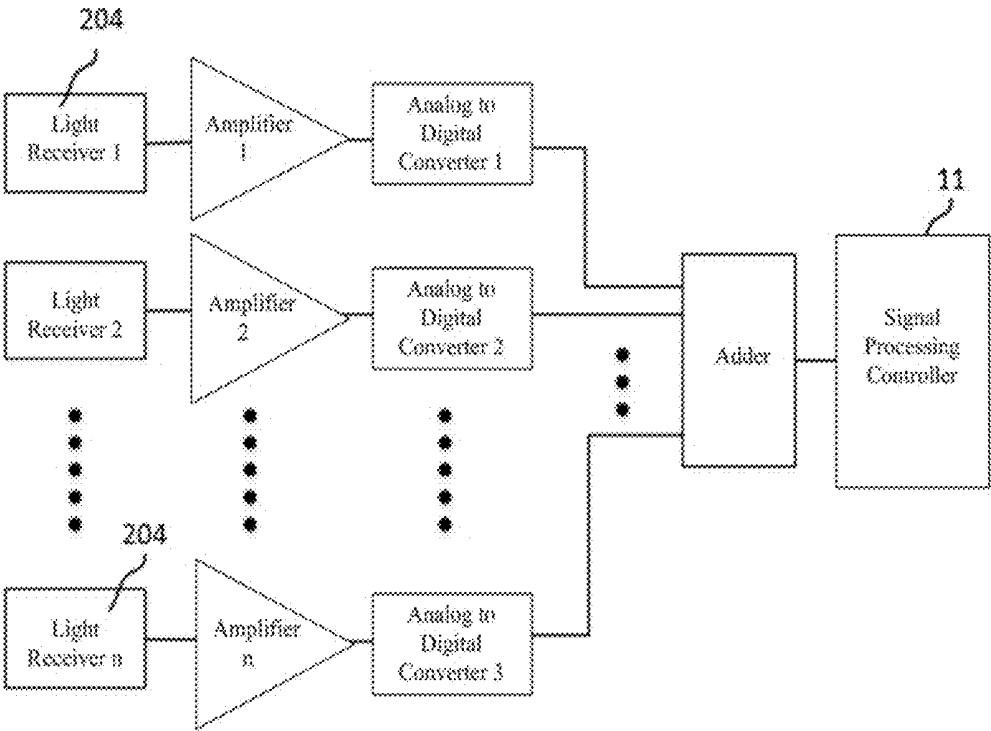 204
Light
Receiver 1
Amplifier
1
Analog to
Digital
Converter 1
11
Light
Receiver 2
Amplifier
2
Analog to
Digital
Converter 2
Adder
Signal
Processing
Controller
204
Light
Receiver n
Amplifier
n
Analog to
Digital
Converter 3